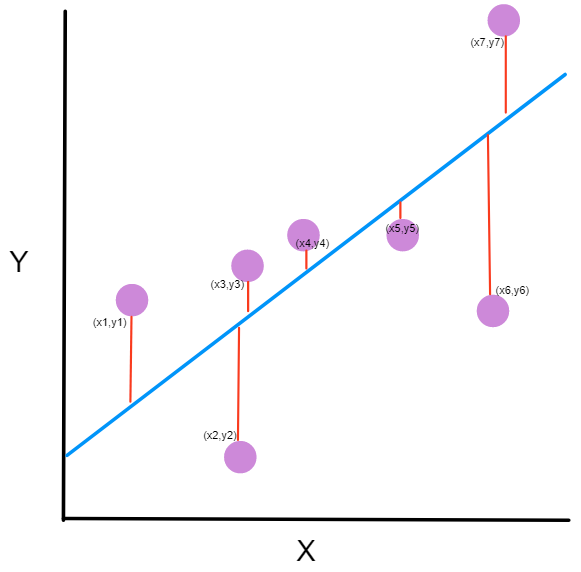 (x7,y7)
(x5,y5)
(x4,y4)
Y
(x3,y3)
(x6,y6)
(x1,y1)
(x2,y2)
X